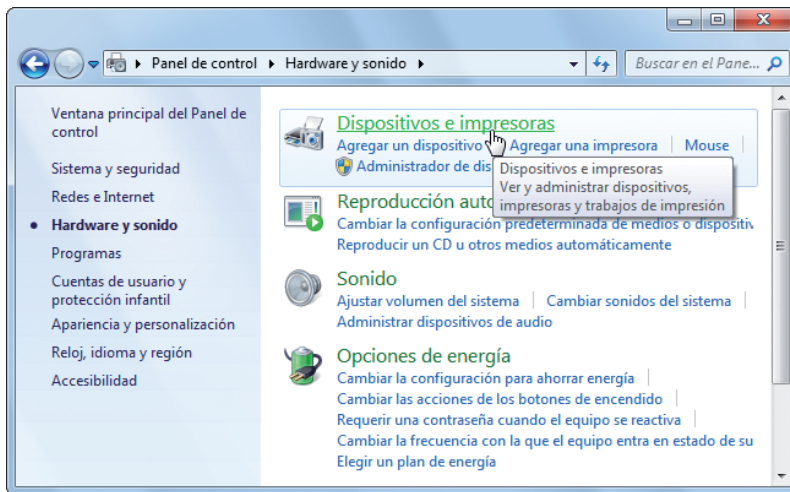 Panel de control Hardware y sonido Buscar en el Pane...
Ventana principal del Panel de
control
Sistema y seguridad
Redes e Internet
Hardware y sonido
Programas
Cuentas de usuario y
protección infantil
Apariencia y personalización
Reloj, idioma y región
Accesibilidad
Dispositivos e impresoras
Agregar un dispositivo Agregar una impresora Mouse
Administrador de dis
Dispositivos e impresoras
Ver y administrar dispositivos,
impresoras y trabajos de impresión
Reproducción auto
Cambiar la configuración predeterminada de medios o dispositiv
Reproducir un CD u otros medios automáticamente
Sonido
Ajustar volumen del sistema Cambiar sonidos del sistema
Administrar dispositivos de audio
Opciones de energía
Cambiar la configuración para ahorrar energía
Cambiar las acciones de los botones de encendido
Requerir una contraseña cuando el equipo se reactiva
Cambiar la frecuencia con la que el equipo entra en estado de su
Elegir un plan de energía